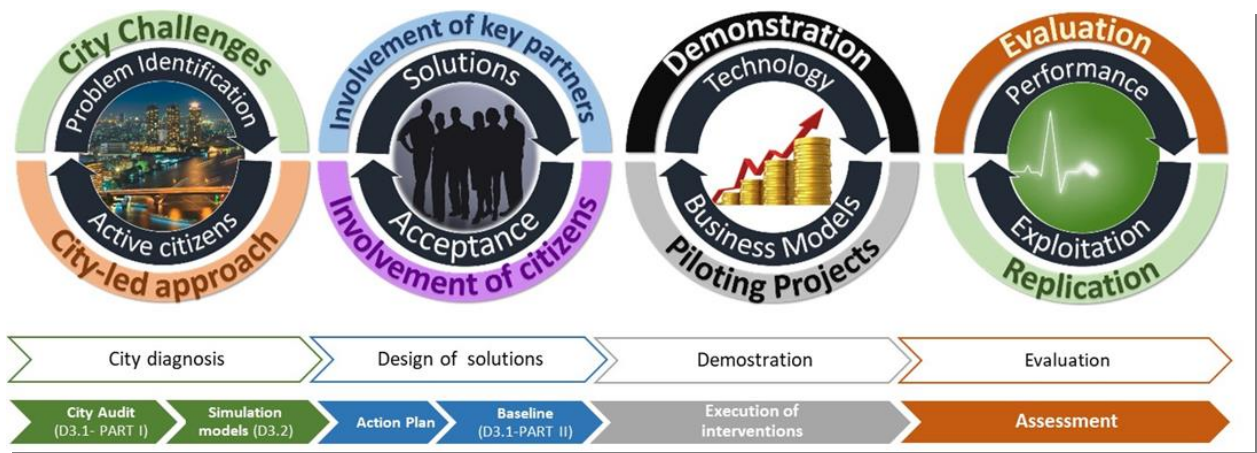 City Challenges
Problem Identification
Active citizens
City-led approach
Involvement of key partners
Solutions
Acceptance
Involvement of citizens
Demonstration
Technology
Business Models
Piloting Projects
Evaluation
Performance
Exploitation
Replication
City diagnosis
Design of solutions
Demostration
Evaluation
City Audit
(D3.1- PART I)
Simulation
models (D3.2)
Action Plan
Baseline
(D3.1-PART II)
Execution of
interventions
Assessment